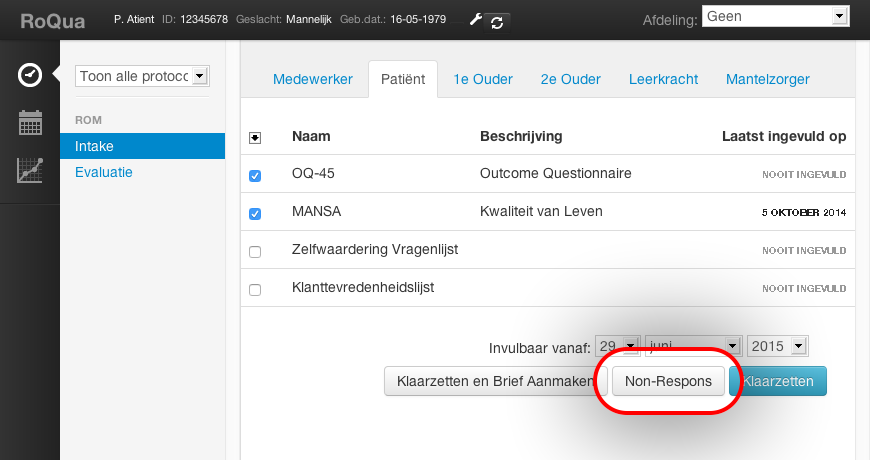 RoQua P. Atient ID: 12345678 Geslacht: Mannelijk Geb.dat.: 16-05-1979 Afdeling: Geen
Toon alle protoco
Medewerker Patiënt 1e Ouder 2e Ouder Leerkracht Mantelzorger
ROM
Intake
Evaluatie
Naam Beschrijving Laatst ingevuld op
OQ-45 Outcome Questionnaire NOOIT INGEVULD
MANSA Kwaliteit van Leven 5 OKTOBER 2014
Zelfwaardering Vragenlijst NOOIT INGEVULD
Klanttevredenheidslijst NOOIT INGEVULD
Invulbaar vanaf: 29 juni 2015
Klaarzetten en Brief Aanmaken Non-Respons Klaarzetten